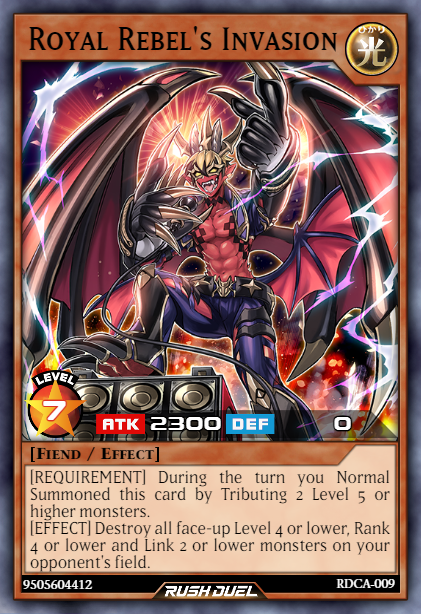 ROYAL REBEL'S INVASION
ひかり
光
LEVEL
7
ATK 2300 DEF 0
[FIEND / EFFECT]
[REQUIREMENT] During the turn you Normal
Summoned this card by Tributing 2 Level 5 or
higher monsters.
[EFFECT] Destroy all face-up Level 4 or lower, Rank
4 or lower and Link 2 or lower monsters on your
opponent's field.
9505604412
RUSH DUEL
RDCA-009